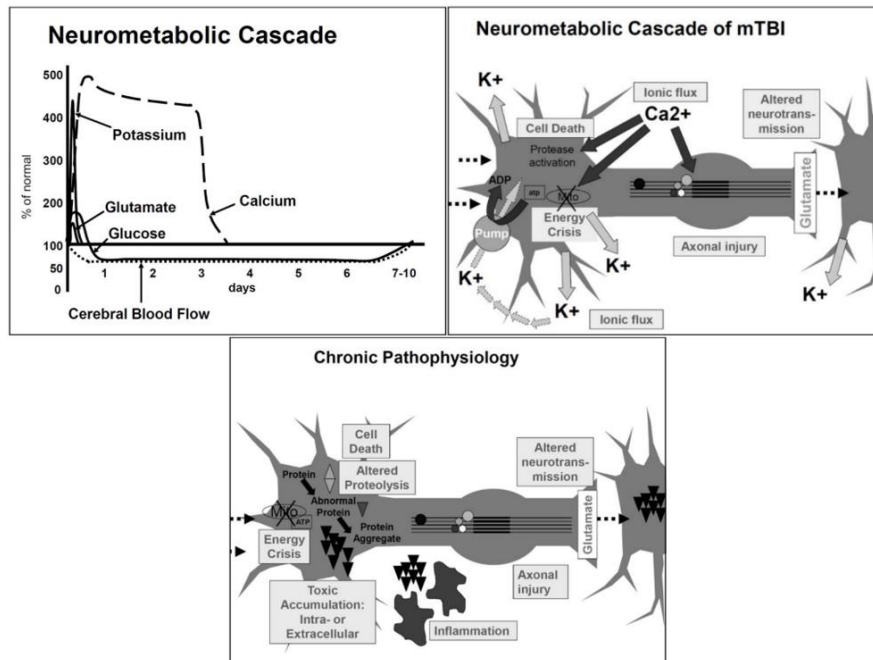 Neurometabolic Cascade
500
400
300
200
100
50
0
% of normal
Potassium
Glutamate
Glucose
Calcium
1
2
3
4
5
6
7-10
days
Cerebral Blood Flow
Neurometabolic Cascade of mTBI
K+
Ionic flux
Ca2+
Altered
neurotrans-
mission
Cell Death
Protease
activation
ADP
atp
Mito
Energy
Crisis
Pump
K+
K+
K+
Ionic flux
Axonal injury
Glutamate
K+
Chronic Pathophysiology
Cell
Death
Altered
Proteolysis
Protein
Abnormal
Protein
Protein
Aggregate
Mito
ATP
Energy
Crisis
Toxic
Accumulation:
Intra- or
Extracellular
Inflammation
Axonal
injury
Altered
neurotrans-
mission
Glutamate